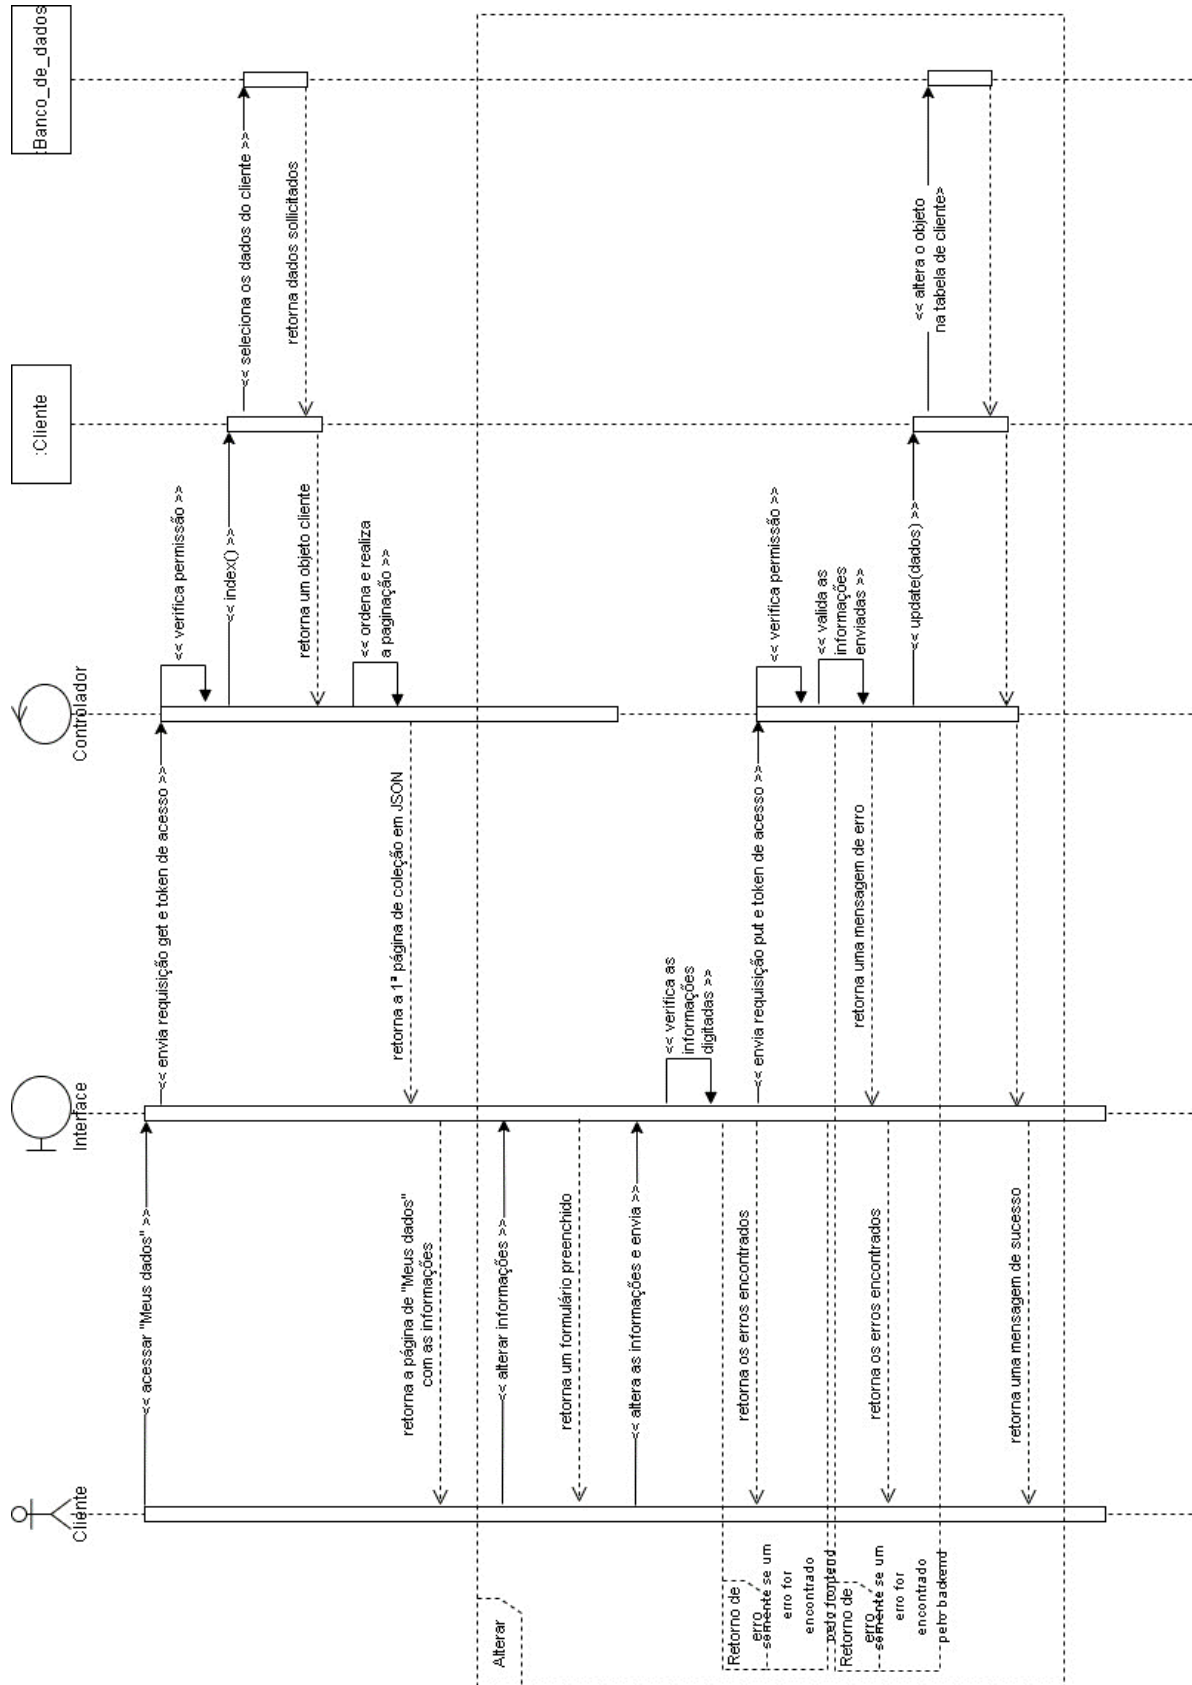 Cliente
Interface
Controlador
:Cliente
:Banco_de_dados
<< acessar "Meus dados" >>
<< envia requisição get e token de acesso >>
<< verifica permissão >>
<< index() >>
<< seleciona os dados do cliente >>
retorna dados sollicitados
retorna um objeto cliente
<< ordena e realiza
a paginação >>
retorna a 1ª página de coleção em JSON
retorna a página de "Meus dados"
com as informações
Alterar
<< alterar informações >>
retorna um formulário preenchido
<< altera as informações e envia >>
<< verifica as
informações
digitadas >>
Retorno de
erro
somente se um
erro for
encontrado
pelo frontend
retorna os erros encontrados
<< envia requisição put e token de acesso >>
<< verifica permissão >>
<< valida as
informações
enviadas >>
Retorno de
erro
somente se um
erro for
encontrado
pelo backend
retorna uma mensagem de erro
retorna os erros encontrados
<< update(dados) >>
<< altera o objeto
na tabela de cliente>
retorna uma mensagem de sucesso